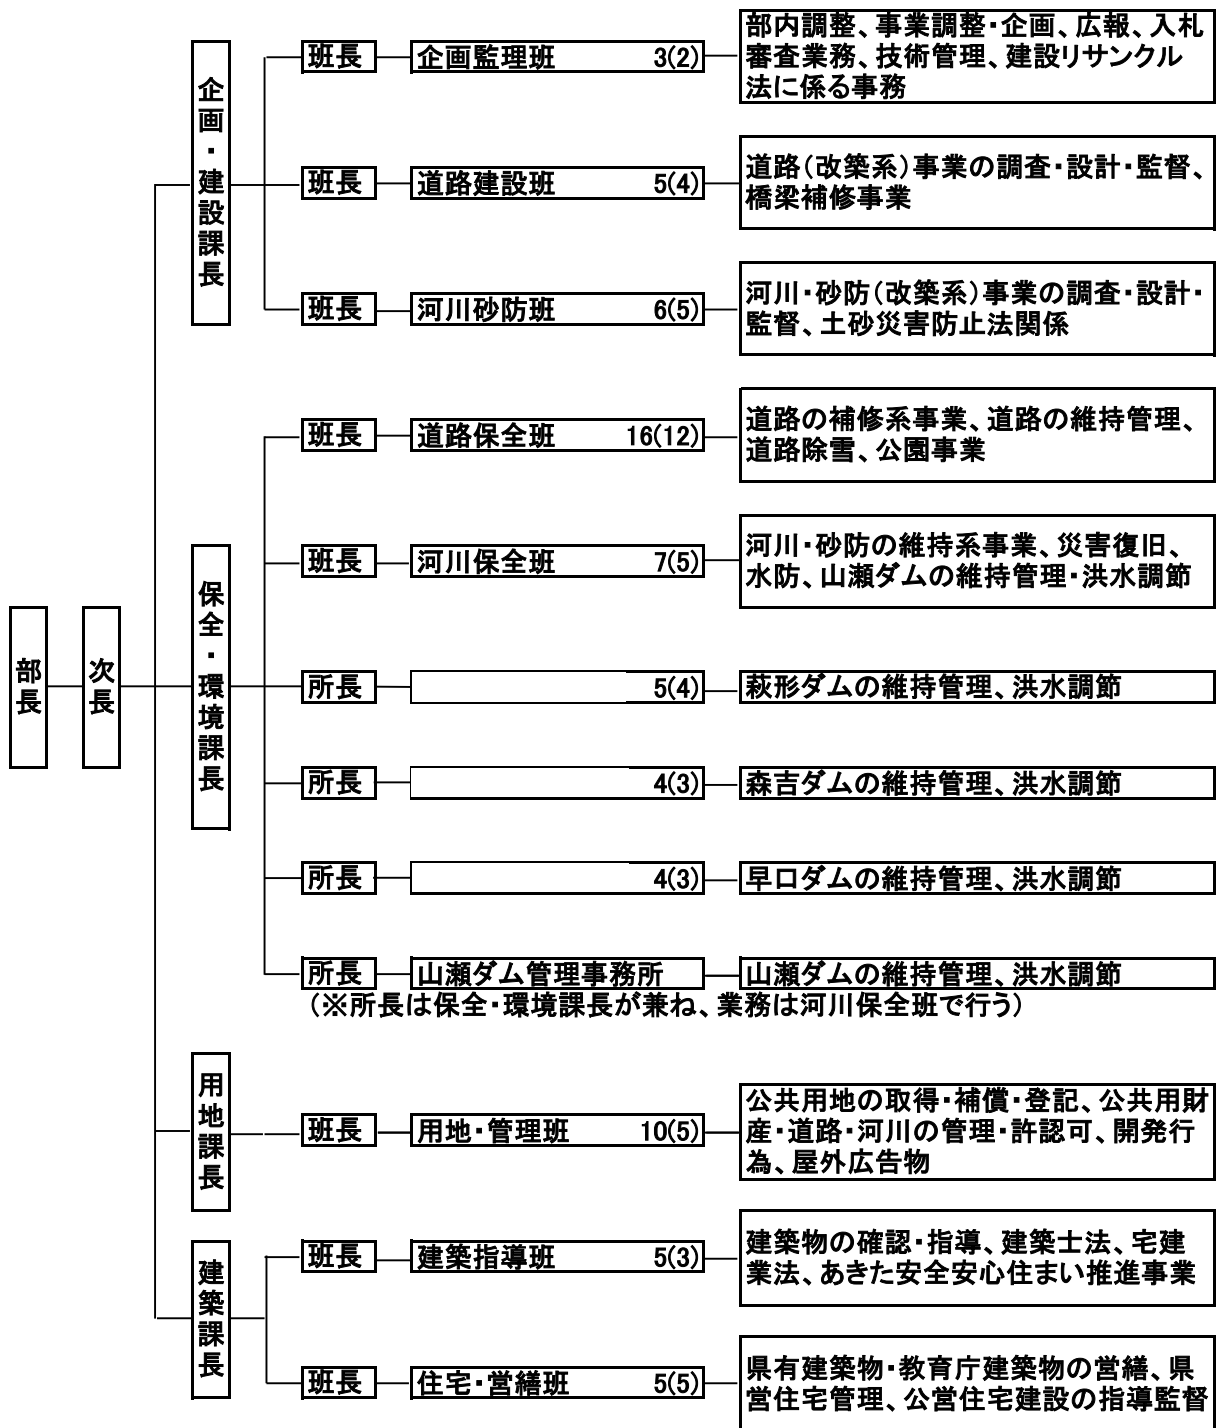 部長
次長
企画・建設課長
班長
企画監理班 3(2)
部内調整、事業調整・企画、広報、入札
審査業務、技術管理、建設リサンクル
法に係る事務
班長
道路建設班 5(4)
道路(改築系)事業の調査・設計・監督、
橋梁補修事業
班長
河川砂防班 6(5)
河川・砂防(改築系)事業の調査・設計・
監督、土砂災害防止法関係
保全・環境課長
班長
道路保全班 16(12)
道路の補修系事業、道路の維持管理、
道路除雪、公園事業
班長
河川保全班 7(5)
河川・砂防の維持系事業、災害復旧、
水防、山瀬ダムの維持管理・洪水調節
所長
5(4)
萩形ダムの維持管理、洪水調節
所長
4(3)
森吉ダムの維持管理、洪水調節
所長
4(3)
早口ダムの維持管理、洪水調節
所長
山瀬ダム管理事務所
山瀬ダムの維持管理、洪水調節
(※所長は保全・環境課長が兼ね、業務は河川保全班で行う)
用地課長
班長
用地・管理班 10(5)
公共用地の取得・補償・登記、公共用財
産・道路・河川の管理・許認可、開発行
為、屋外広告物
建築課長
班長
建築指導班 5(3)
建築物の確認・指導、建築士法、宅建
業法、あきた安全安心住まい推進事業
班長
住宅・営繕班 5(5)
県有建築物・教育庁建築物の営繕、県
営住宅管理、公営住宅建設の指導監督